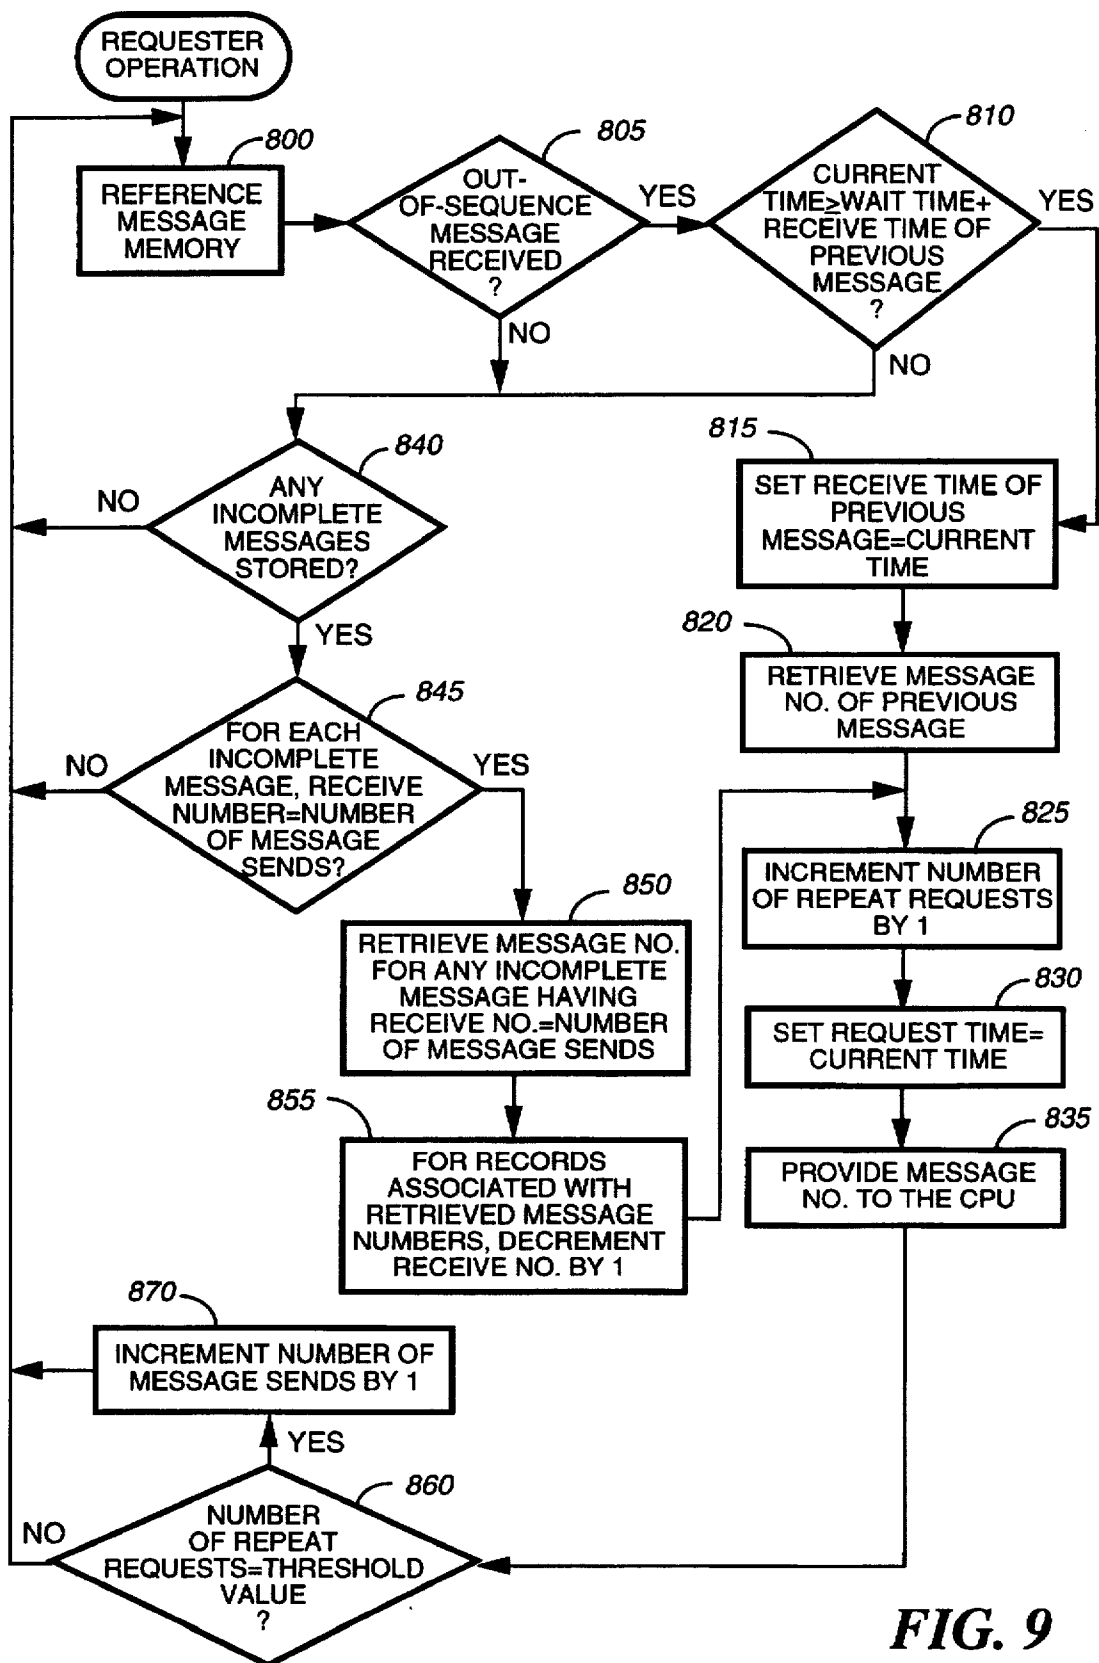 REQUESTER
OPERATION
800
REFERENCE
MESSAGE
MEMORY
805
OUT-
OF-SEQUENCE
MESSAGE
RECEIVED
?
YES
NO
810
CURRENT
TIME≥WAIT TIME+
RECEIVE TIME OF
PREVIOUS
MESSAGE
?
YES
NO
815
SET RECEIVE TIME OF
PREVIOUS
MESSAGE=CURRENT
TIME
820
RETRIEVE MESSAGE
NO. OF PREVIOUS
MESSAGE
840
ANY
INCOMPLETE
MESSAGES
STORED?
NO
YES
845
FOR EACH
INCOMPLETE
MESSAGE, RECEIVE
NUMBER=NUMBER
OF MESSAGE
SENDS?
NO
YES
825
INCREMENT NUMBER
OF REPEAT REQUESTS
BY 1
850
RETRIEVE MESSAGE NO.
FOR ANY INCOMPLETE
MESSAGE HAVING
RECEIVE NO.=NUMBER
OF MESSAGE SENDS
830
SET REQUEST TIME=
CURRENT TIME
855
FOR RECORDS
ASSOCIATED WITH
RETRIEVED MESSAGE
NUMBERS, DECREMENT
RECEIVE NO. BY 1
835
PROVIDE MESSAGE
NO. TO THE CPU
870
INCREMENT NUMBER OF
MESSAGE SENDS BY 1
YES
860
NUMBER
OF REPEAT
REQUESTS=THRESHOLD
VALUE
?
NO
FIG. 9